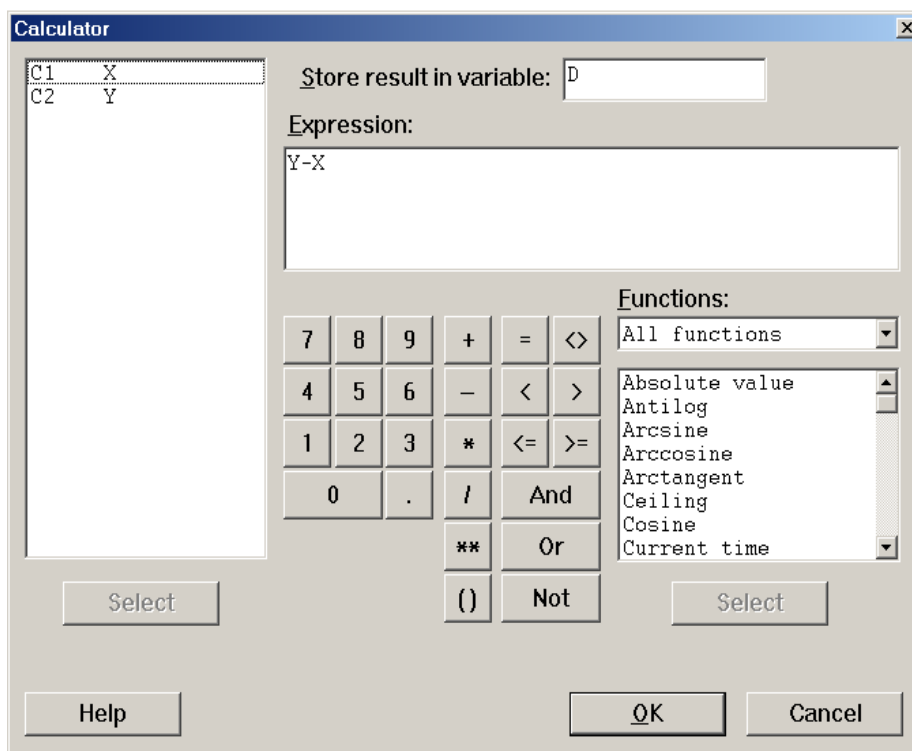 Calculator
C1 X
C2 Y
Store result in variable: D
Expression:
Y-X
Functions:
All functions
7 8 9 + = <>
4 5 6 – < >
1 2 3 * <= >=
0 . / And
** Or
() Not
Absolute value
Antilog
Arcsine
Arccosine
Arctangent
Ceiling
Cosine
Current time
Select
Select
Help
OK
Cancel